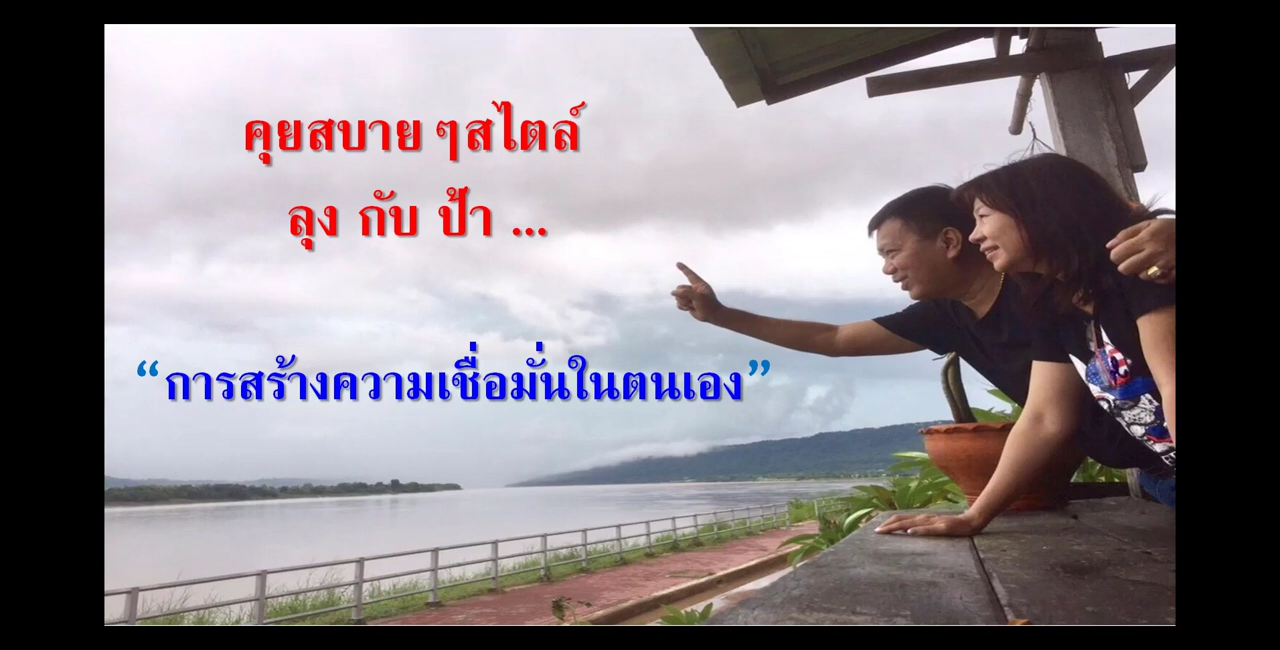 คุยสบาย ๆสไตล์
ลุง กับ ป้า ...
“การสร้างความเชื่อมั่นในตนเอง”